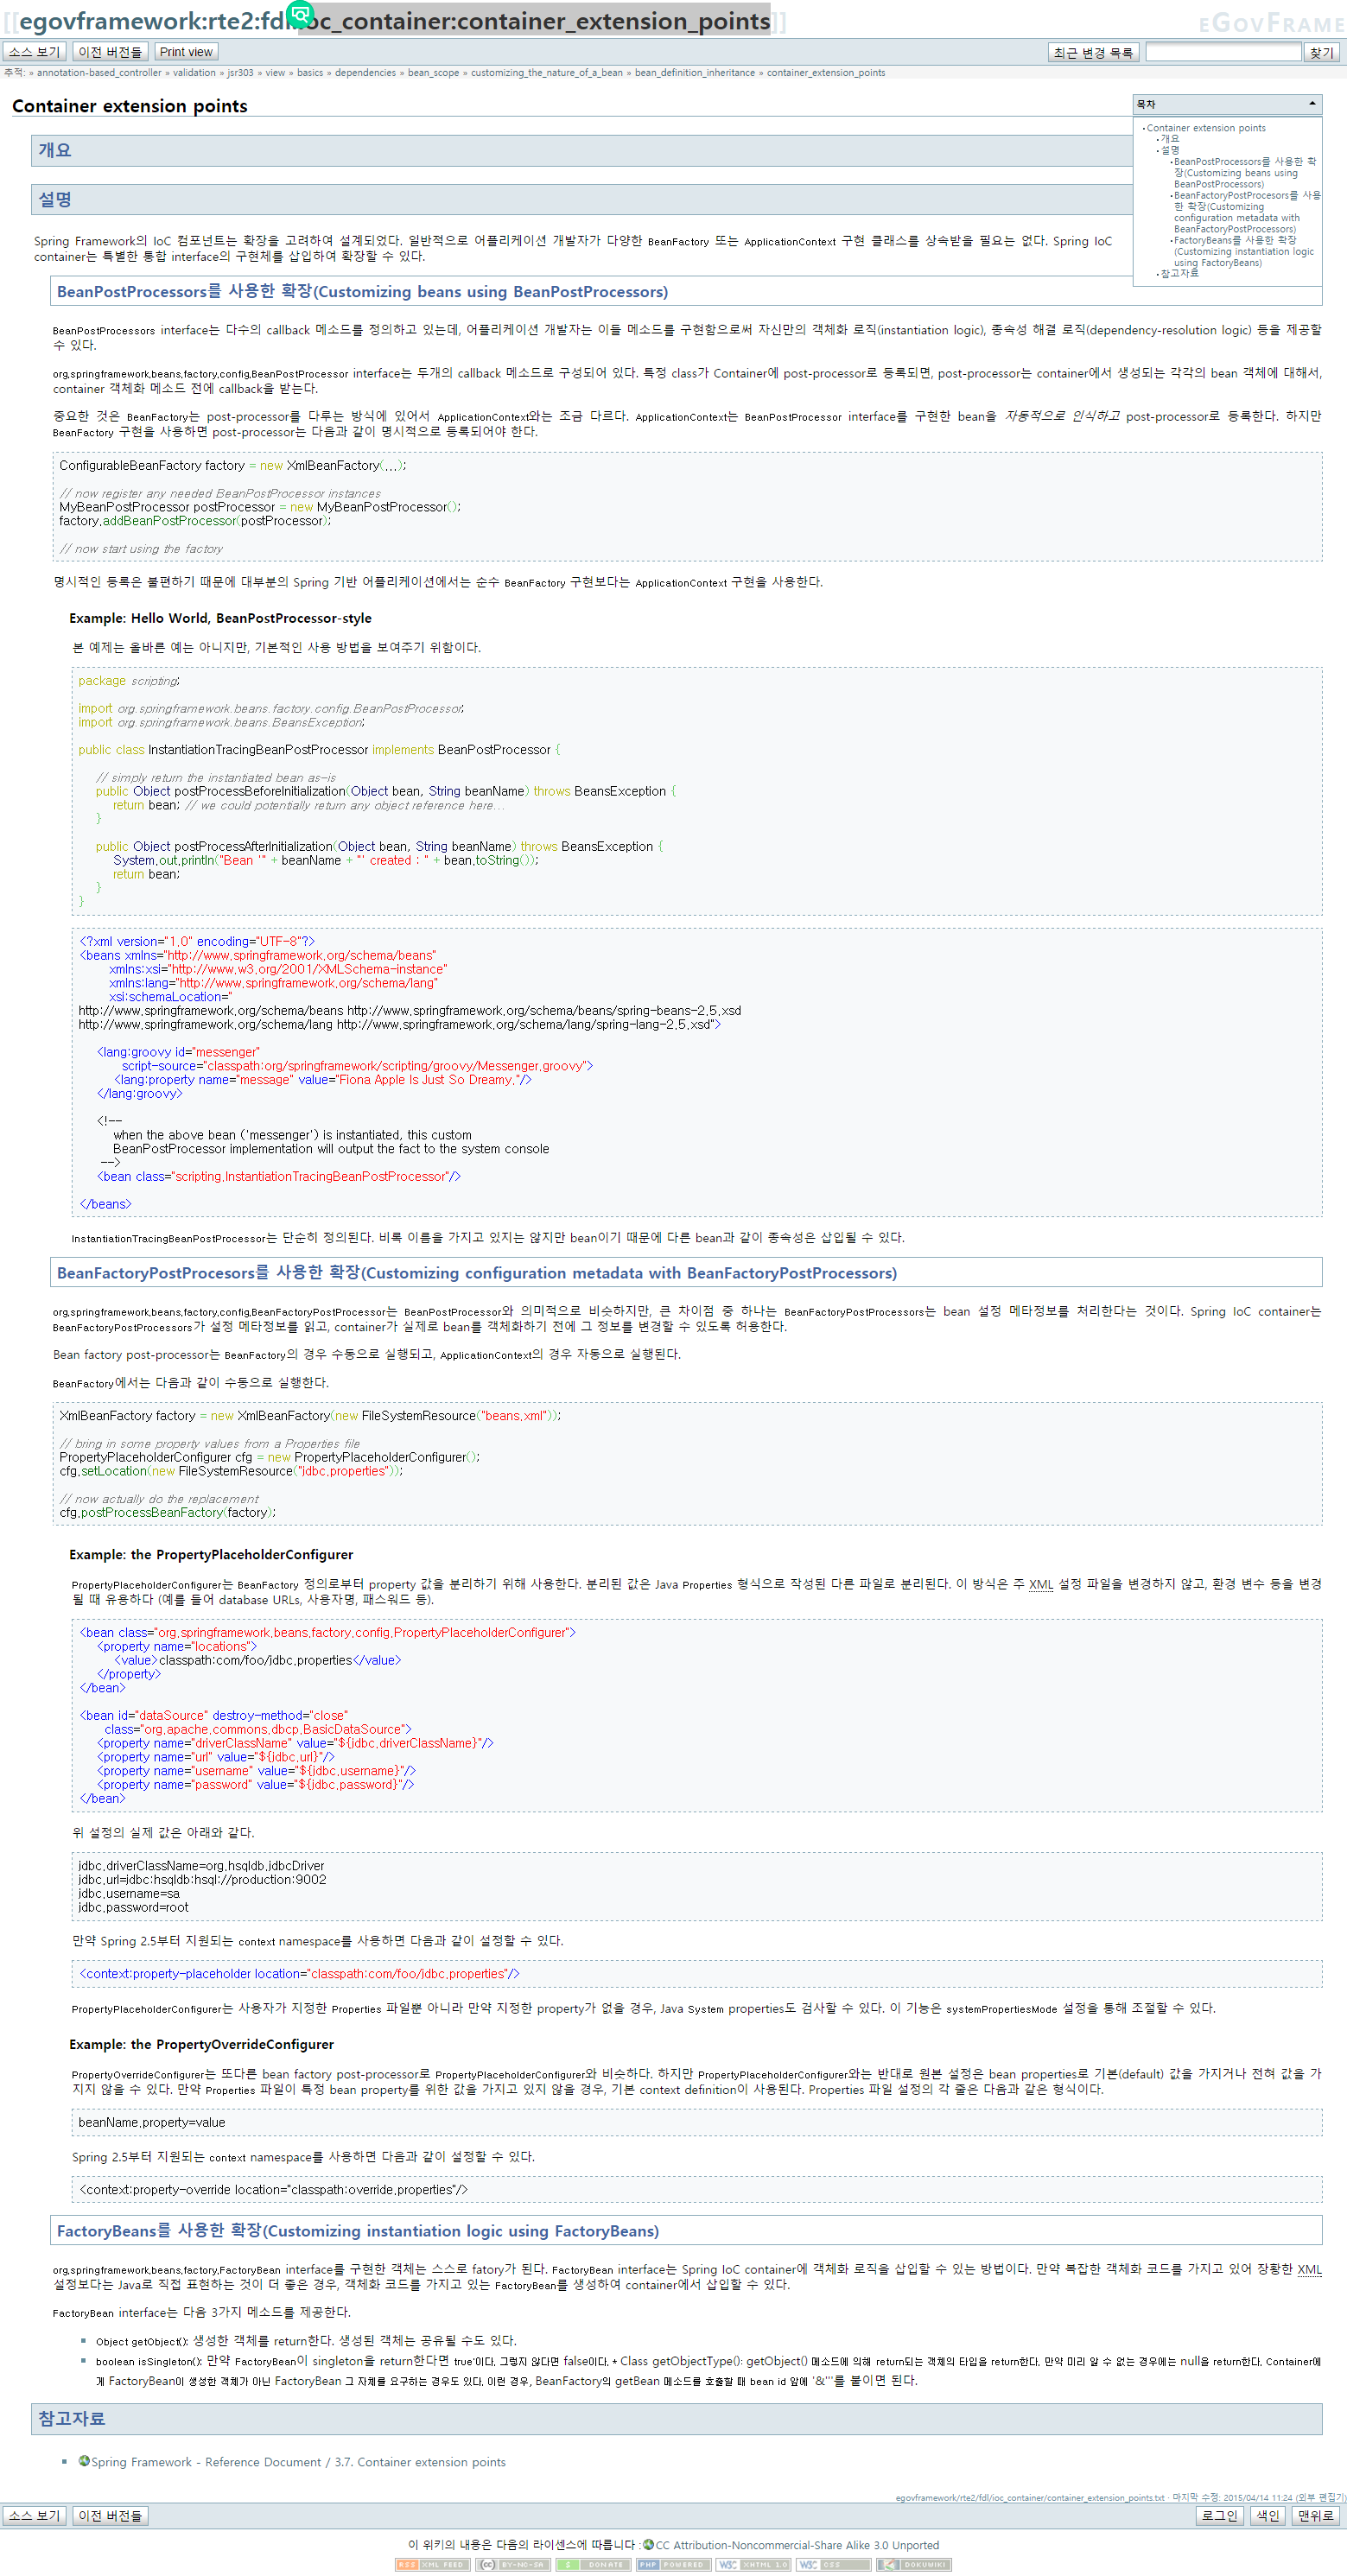 [[egovframework:rte2:fdl:ioc_container:container_extension_points]]
eGovFrame
소스 보기 이전 버전들 Print view 최근 변경 목록 찾기
추적: » annotation-based_controller » validation » jsr303 » view » basics » dependencies » bean_scope » customizing_the_nature_of_a_bean » bean_definition_inheritance » container_extension_points
Container extension points
목차
Container extension points
개요
설명
BeanPostProcessors를 사용한 확
장(Customizing beans using
BeanPostProcessors)
BeanFactoryPostProcesors를 사용
한 확장(Customizing
configuration metadata with
BeanFactoryPostProcessors)
FactoryBeans를 사용한 확장
(Customizing instantiation logic
using FactoryBeans)
참고자료
개요
설명
Spring Framework의 IoC 컴포넌트는 확장을 고려하여 설계되었다. 일반적으로 어플리케이션 개발자가 다양한 BeanFactory 또는 ApplicationContext 구현 클래스를 상속받을 필요는 없다. Spring IoC
container는 특별한 통합 interface의 구현체를 삽입하여 확장할 수 있다.
BeanPostProcessors를 사용한 확장(Customizing beans using BeanPostProcessors)
BeanPostProcessors interface는 다수의 callback 메소드를 정의하고 있는데, 어플리케이션 개발자는 이들 메소드를 구현함으로써 자신만의 객체화 로직(instantiation logic), 종속성 해결 로직(dependency-resolution logic) 등을 제공할
수 있다.
org.springframework.beans.factory.config.BeanPostProcessor interface는 두개의 callback 메소드로 구성되어 있다. 특정 class가 Container에 post-processor로 등록되면, post-processor는 container에서 생성되는 각각의 bean 객체에 대해서,
container 객체화 메소드 전에 callback을 받는다.
중요한 것은 BeanFactory는 post-processor를 다루는 방식에 있어서 ApplicationContext와는 조금 다르다. ApplicationContext는 BeanPostProcessor interface를 구현한 bean을 자동적으로 인식하고 post-processor로 등록한다. 하지만
BeanFactory 구현을 사용하면 post-processor는 다음과 같이 명시적으로 등록되어야 한다.
ConfigurableBeanFactory factory = new XmlBeanFactory(...);
// now register any needed BeanPostProcessor instances
MyBeanPostProcessor postProcessor = new MyBeanPostProcessor();
factory.addBeanPostProcessor(postProcessor);
// now start using the factory
명시적인 등록은 불편하기 때문에 대부분의 Spring 기반 어플리케이션에서는 순수 BeanFactory 구현보다는 ApplicationContext 구현을 사용한다.
Example: Hello World, BeanPostProcessor-style
본 예제는 올바른 예는 아니지만, 기본적인 사용 방법을 보여주기 위함이다.
package scripting;
import org.springframework.beans.factory.config.BeanPostProcessor;
import org.springframework.beans.BeansException;
public class InstantiationTracingBeanPostProcessor implements BeanPostProcessor {
// simply return the instantiated bean as-is
public Object postProcessBeforeInitialization(Object bean, String beanName) throws BeansException {
return bean; // we could potentially return any object reference here...
}
public Object postProcessAfterInitialization(Object bean, String beanName) throws BeansException {
System.out.println("Bean '" + beanName + "' created : " + bean.toString());
return bean;
}
}
<?xml version="1.0" encoding="UTF-8"?>
<beans xmlns="http://www.springframework.org/schema/beans"
xmlns:xsi="http://www.w3.org/2001/XMLSchema-instance"
xmlns:lang="http://www.springframework.org/schema/lang"
xsi:schemaLocation="
http://www.springframework.org/schema/beans http://www.springframework.org/schema/beans/spring-beans-2.5.xsd
http://www.springframework.org/schema/lang http://www.springframework.org/schema/lang/spring-lang-2.5.xsd">
<lang:groovy id="messenger"
script-source="classpath:org/springframework/scripting/groovy/Messenger.groovy">
<lang:property name="message" value="Fiona Apple Is Just So Dreamy."/>
</lang:groovy>
<!--
when the above bean ('messenger') is instantiated, this custom
BeanPostProcessor implementation will output the fact to the system console
-->
<bean class="scripting.InstantiationTracingBeanPostProcessor"/>
</beans>
InstantiationTracingBeanPostProcessor는 단순히 정의된다. 비록 이름을 가지고 있지는 않지만 bean이기 때문에 다른 bean과 같이 종속성은 삽입될 수 있다.
BeanFactoryPostProcesors를 사용한 확장(Customizing configuration metadata with BeanFactoryPostProcessors)
org.springframework.beans.factory.config.BeanFactoryPostProcessor는 BeanPostProcessor와 의미적으로 비슷하지만, 큰 차이점 중 하나는 BeanFactoryPostProcessors는 bean 설정 메타정보를 처리한다는 것이다. Spring IoC container는
BeanFactoryPostProcessors가 설정 메타정보를 읽고, container가 실제로 bean를 객체화하기 전에 그 정보를 변경할 수 있도록 허용한다.
Bean factory post-processor는 BeanFactory의 경우 수동으로 실행되고, ApplicationContext의 경우 자동으로 실행된다.
BeanFactory에서는 다음과 같이 수동으로 실행한다.
XmlBeanFactory factory = new XmlBeanFactory(new FileSystemResource("beans.xml"));
// bring in some property values from a Properties file
PropertyPlaceholderConfigurer cfg = new PropertyPlaceholderConfigurer();
cfg.setLocation(new FileSystemResource("jdbc.properties"));
// now actually do the replacement
cfg.postProcessBeanFactory(factory);
Example: the PropertyPlaceholderConfigurer
PropertyPlaceholderConfigurer는 BeanFactory 정의로부터 property 값을 분리하기 위해 사용한다. 분리된 값은 Java Properties 형식으로 작성된 다른 파일로 분리된다. 이 방식은 주 XML 설정 파일을 변경하지 않고, 환경 변수 등을 변경
될 때 유용하다 (예를 들어 database URLs, 사용자명, 패스워드 등).
<bean class="org.springframework.beans.factory.config.PropertyPlaceholderConfigurer">
<property name="locations">
<value>classpath:com/foo/jdbc.properties</value>
</property>
</bean>
<bean id="dataSource" destroy-method="close"
class="org.apache.commons.dbcp.BasicDataSource">
<property name="driverClassName" value="${jdbc.driverClassName}"/>
<property name="url" value="${jdbc.url}"/>
<property name="username" value="${jdbc.username}"/>
<property name="password" value="${jdbc.password}"/>
</bean>
위 설정의 실제 값은 아래와 같다.
jdbc.driverClassName=org.hsqldb.jdbcDriver
jdbc.url=jdbc:hsqldb:hsql://production:9002
jdbc.username=sa
jdbc.password=root
만약 Spring 2.5부터 지원되는 context namespace를 사용하면 다음과 같이 설정할 수 있다.
<context:property-placeholder location="classpath:com/foo/jdbc.properties"/>
PropertyPlaceholderConfigurer는 사용자가 지정한 Properties 파일뿐 아니라 만약 지정한 property가 없을 경우, Java System properties도 검사할 수 있다. 이 기능은 systemPropertiesMode 설정을 통해 조절할 수 있다.
Example: the PropertyOverrideConfigurer
PropertyOverrideConfigurer는 또다른 bean factory post-processor로 PropertyPlaceholderConfigurer와 비슷하다. 하지만 PropertyPlaceholderConfigurer와는 반대로 원본 설정은 bean properties로 기본(default) 값을 가지거나 전혀 값을 가
지지 않을 수 있다. 만약 Properties 파일이 특정 bean property를 위한 값을 가지고 있지 않을 경우, 기본 context definition이 사용된다. Properties 파일 설정의 각 줄은 다음과 같은 형식이다.
beanName.property=value
Spring 2.5부터 지원되는 context namespace를 사용하면 다음과 같이 설정할 수 있다.
<context:property-override location="classpath:override.properties"/>
FactoryBeans를 사용한 확장(Customizing instantiation logic using FactoryBeans)
org.springframework.beans.factory.FactoryBean interface를 구현한 객체는 스스로 fatory가 된다. FactoryBean interface는 Spring IoC container에 객체화 로직을 삽입할 수 있는 방법이다. 만약 복잡한 객체화 코드를 가지고 있어 장황한 XML
설정보다는 Java로 직접 표현하는 것이 더 좋은 경우, 객체화 코드를 가지고 있는 FactoryBean를 생성하여 container에서 삽입할 수 있다.
FactoryBean interface는 다음 3가지 메소드를 제공한다.
Object getObject(): 생성한 객체를 return한다. 생성된 객체는 공유될 수도 있다.
boolean isSingleton(): 만약 FactoryBean이 singleton을 return한다면 true'이다. 그렇지 않다면 false이다. * Class getObjectType(): getObject() 메소드에 의해 return되는 객체의 타입을 return한다. 만약 미리 알 수 없는 경우에는 null을 return한다. Container에
게 FactoryBean이 생성한 객체가 아닌 FactoryBean 그 자체를 요구하는 경우도 있다. 이런 경우, BeanFactory의 getBean 메소드를 호출할 때 bean id 앞에 '&'''를 붙이면 된다.
참고자료
Spring Framework - Reference Document / 3.7. Container extension points
egovframework/rte2/fdl/ioc_container/container_extension_points.txt · 마지막 수정: 2015/04/14 11:24 (외부 편집기)
소스 보기 이전 버전들 로그인 색인 맨위로
이 위키의 내용은 다음의 라이센스에 따릅니다 : CC Attribution-Noncommercial-Share Alike 3.0 Unported
RSS XML FEED CC BY-NC-SA $ DONATE PHP POWERED W3C XHTML 1.0 W3C CSS DOKUWIKI